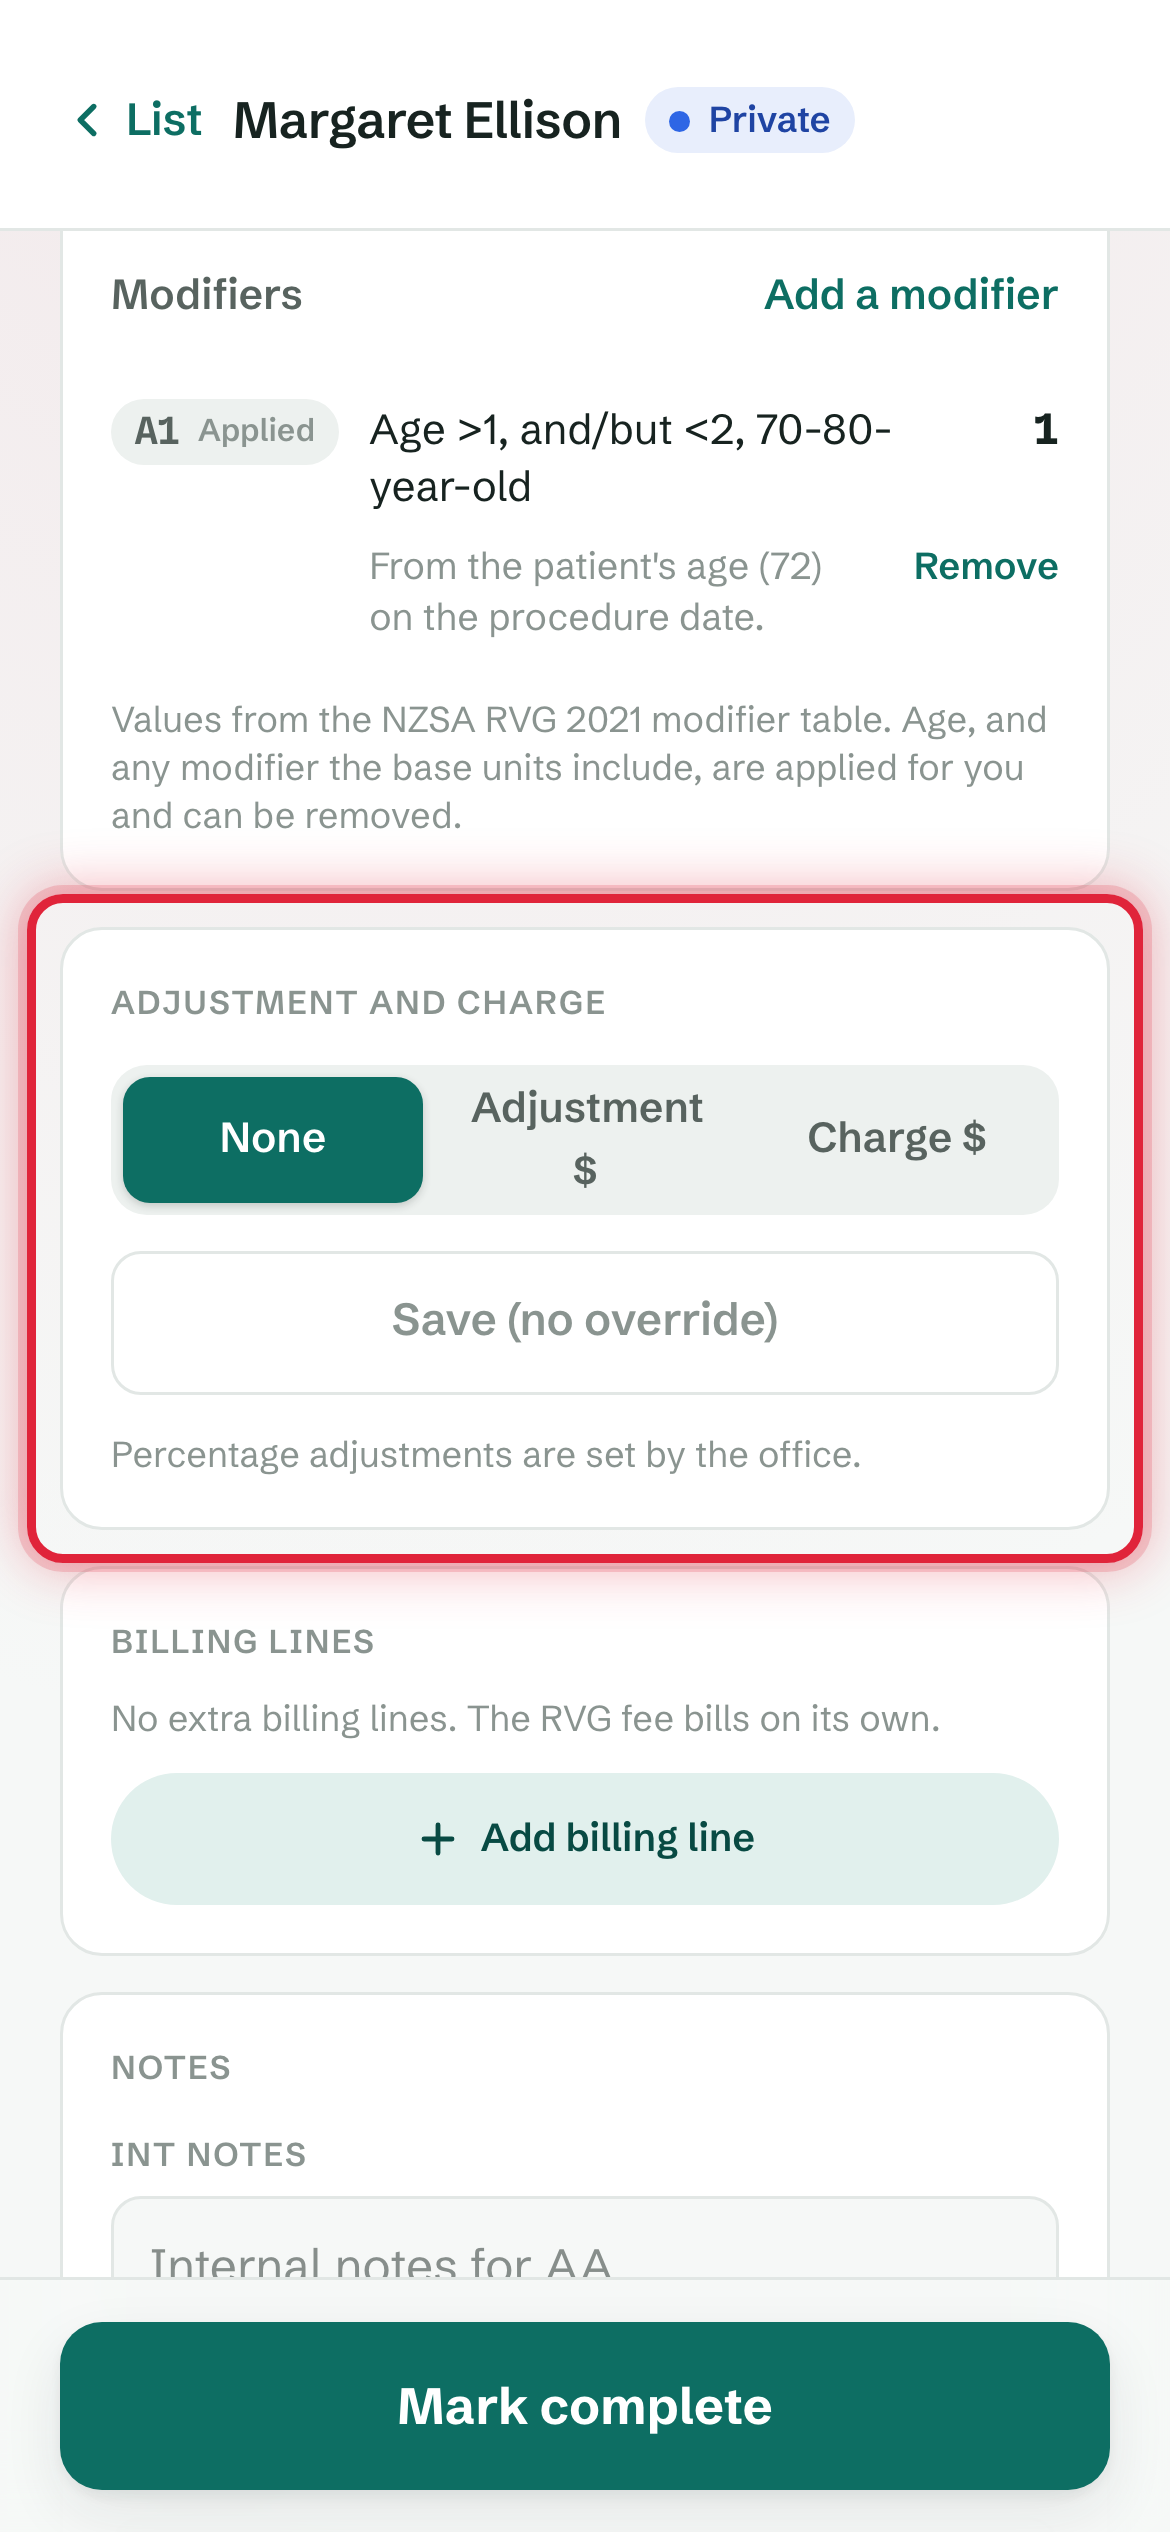 List Margaret Ellison Private
Modifiers Add a modifier
A1 Applied Age >1, and/but <2, 70-80- 1
year-old
From the patient's age (72) Remove
on the procedure date.
Values from the NZSA RVG 2021 modifier table. Age, and
any modifier the base units include, are applied for you
and can be removed.
ADJUSTMENT AND CHARGE
None Adjustment $ Charge $
Save (no override)
Percentage adjustments are set by the office.
BILLING LINES
No extra billing lines. The RVG fee bills on its own.
+ Add billing line
NOTES
INT NOTES
Internal notes for AA
Mark complete